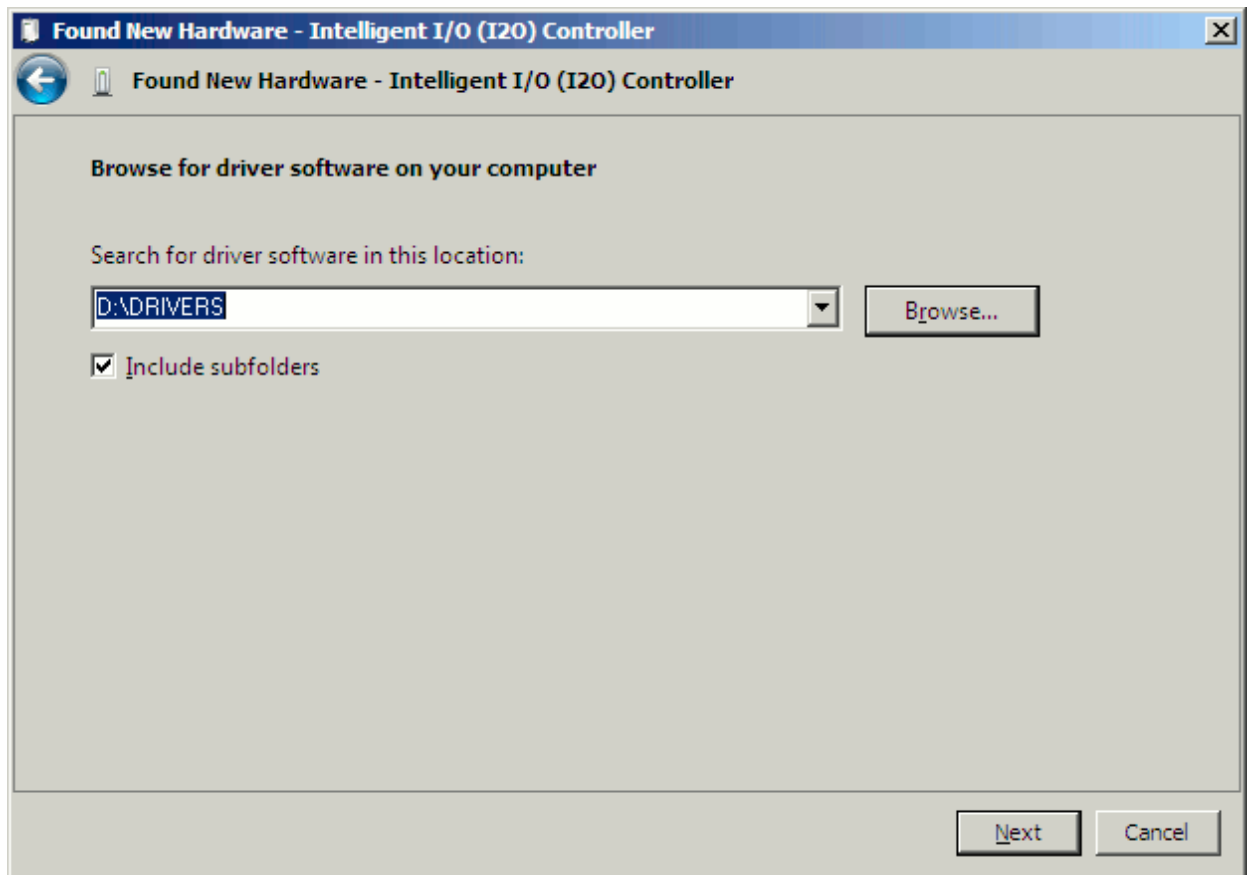 Found New Hardware - Intelligent I/O (I2O) Controller
Found New Hardware - Intelligent I/O (I2O) Controller
Browse for driver software on your computer
Search for driver software in this location:
D:\DRIVERS
Browse...
Include subfolders
Next
Cancel